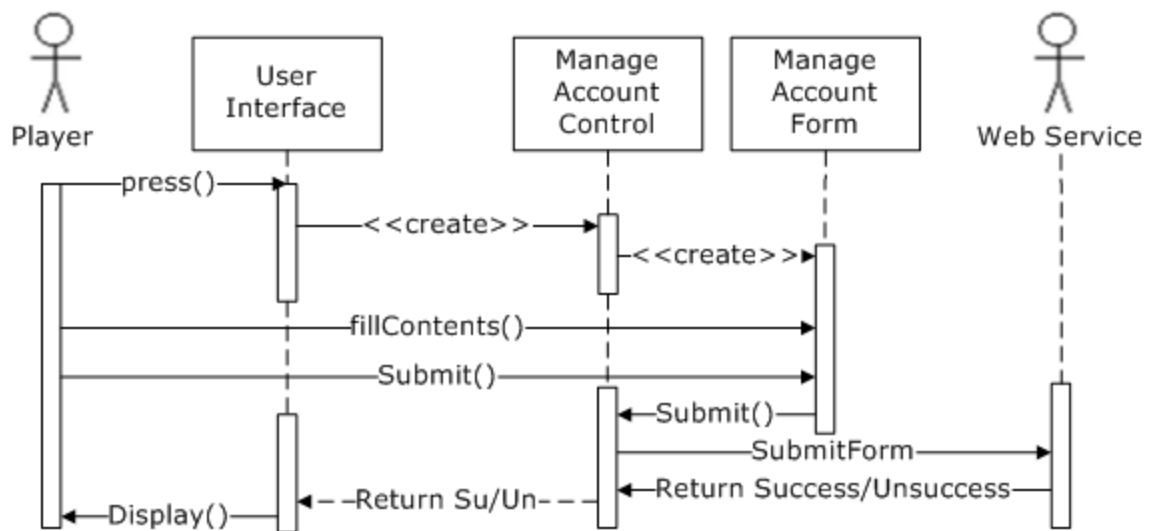 User
Interface
Manage
Account
Control
Manage
Account
Form
Player
Web Service
press()
<<create>>
<<create>>
fillContents()
Submit()
Submit()
SubmitForm
Return Success/Unsuccess
Return Su/Un
Display()